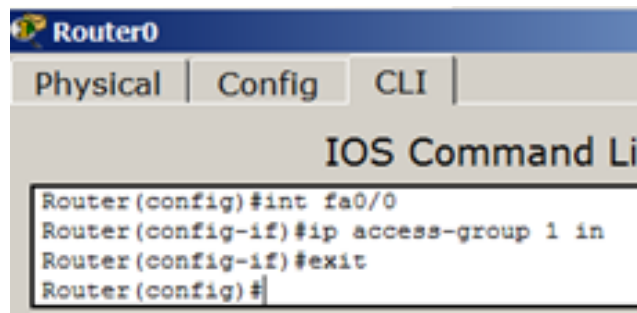 Router0
Physical Config CLI
IOS Command Li
Router(config)#int fa0/0
Router(config-if)#ip access-group 1 in
Router(config-if)#exit
Router(config)#